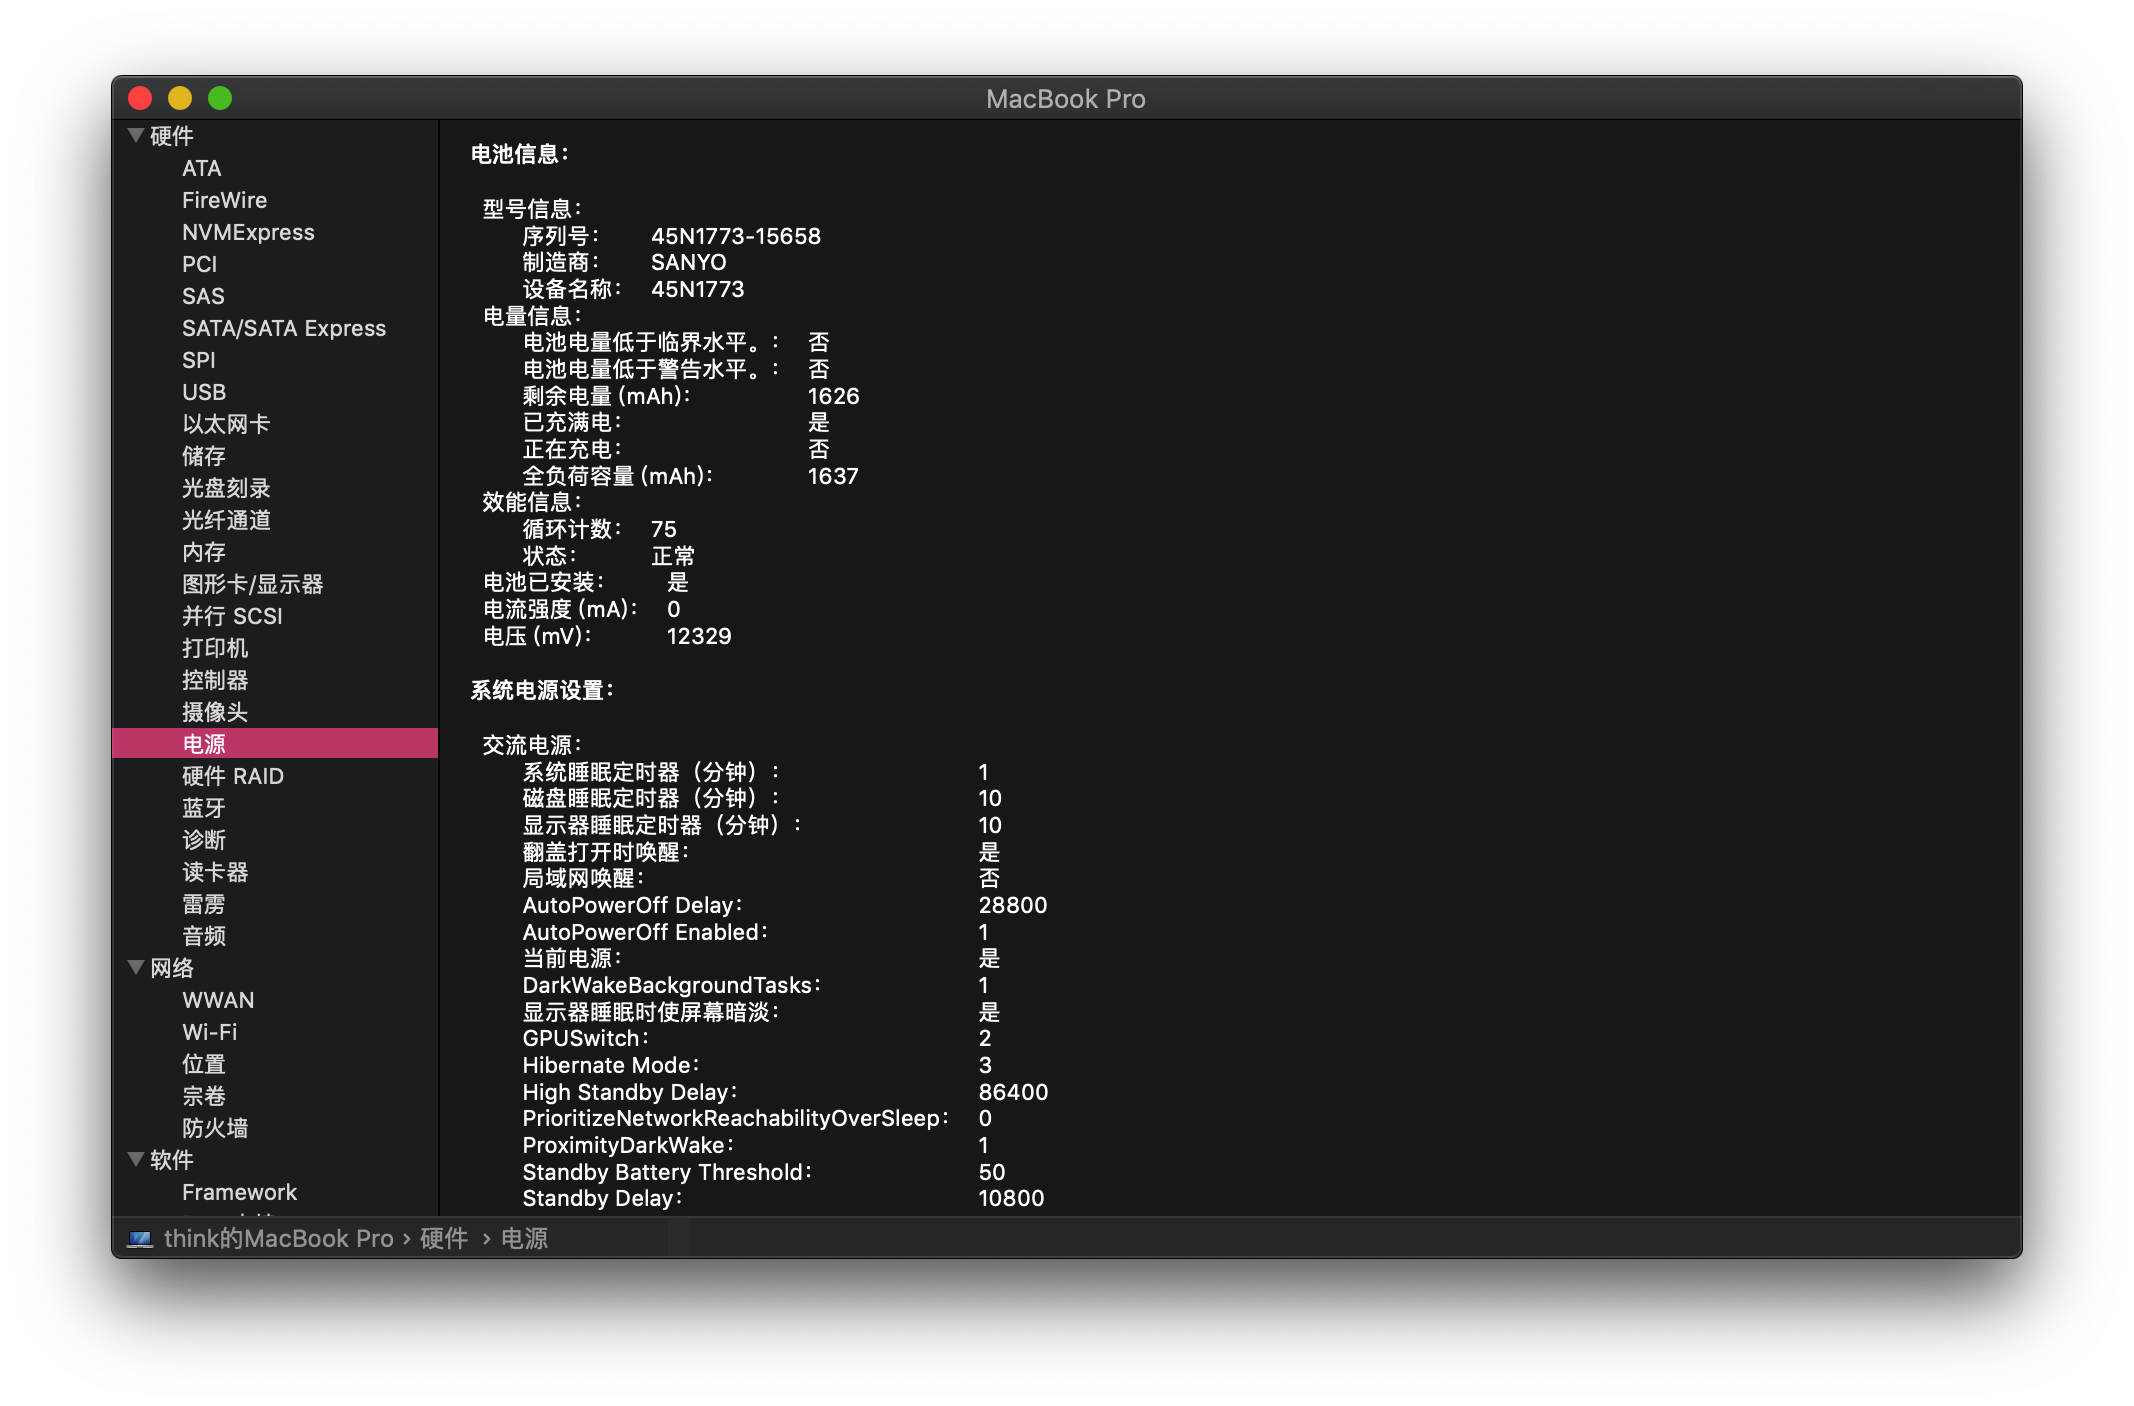 MacBook Pro
硬件
ATA
FireWire
NVMExpress
PCI
SAS
SATA/SATA Express
SPI
USB
以太网卡
储存
光盘刻录
光纤通道
内存
图形卡/显示器
并行 SCSI
打印机
控制器
摄像头
电源
硬件 RAID
蓝牙
诊断
读卡器
雷雳
音频
网络
WWAN
Wi-Fi
位置
宗卷
防火墙
软件
Framework
电池信息：
型号信息：
序列号： 45N1773-15658
制造商： SANYO
设备名称： 45N1773
电量信息：
电池电量低于临界水平。： 否
电池电量低于警告水平。： 否
剩余电量 (mAh)： 1626
已充满电： 是
正在充电： 否
全负荷容量 (mAh)： 1637
效能信息：
循环计数： 75
状态： 正常
电池已安装： 是
电流强度 (mA)： 0
电压 (mV)： 12329
系统电源设置：
交流电源：
系统睡眠定时器（分钟）： 1
磁盘睡眠定时器（分钟）： 10
显示器睡眠定时器（分钟）： 10
翻盖打开时唤醒： 是
局域网唤醒： 否
AutoPowerOff Delay： 28800
AutoPowerOff Enabled： 1
当前电源： 是
DarkWakeBackgroundTasks： 1
显示器睡眠时使屏幕暗淡： 是
GPUSwitch： 2
Hibernate Mode： 3
High Standby Delay： 86400
PrioritizeNetworkReachabilityOverSleep： 0
ProximityDarkWake： 1
Standby Battery Threshold： 50
Standby Delay： 10800
think的MacBook Pro › 硬件 › 电源